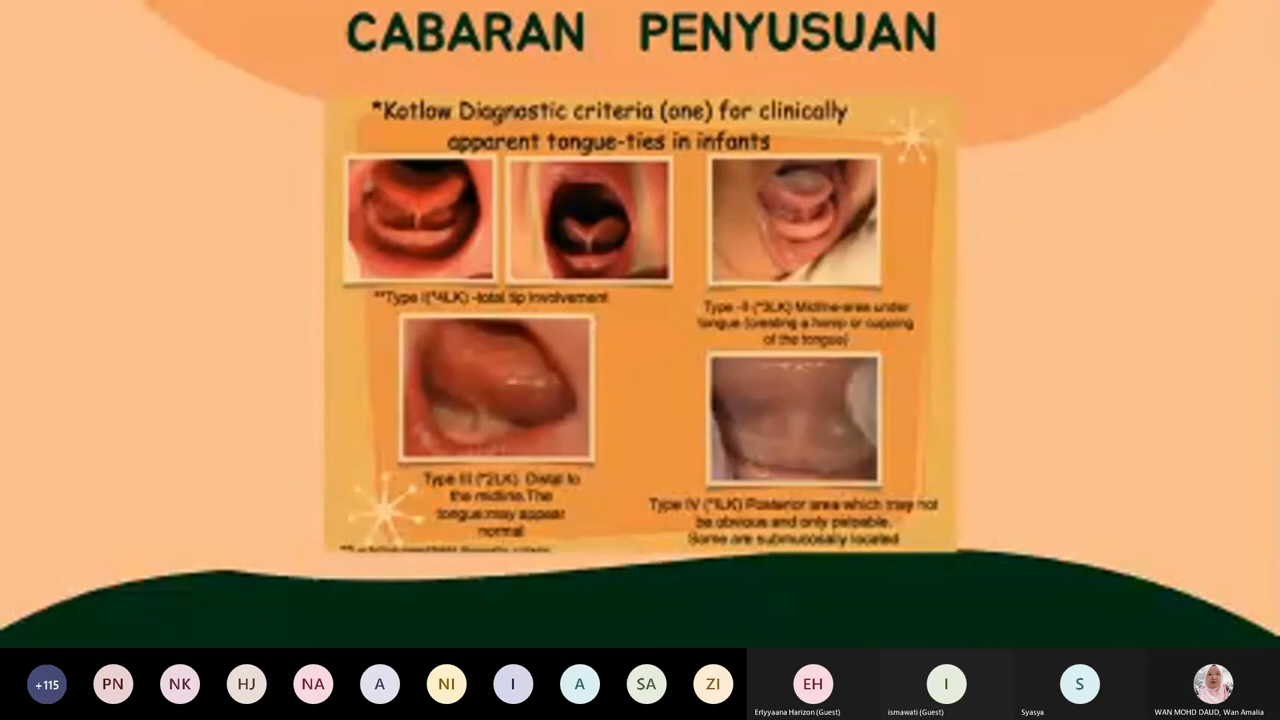 CABARAN PENYUSUAN
*Kotlow Diagnostic criteria (one) for clinically
apparent tongue-ties in infants
**Type I(*4LK) -total tip involvement
Type -II (*3LK) Midline-area under
tongue (creating a hump or cupping
of the tongue)
Type III (*2LK) Distal to
the midline.The
tongue may appear
normal
Type IV (*1LK) Posterior area which may not
be obvious and only palpable.
Some are submucosally located
+115
PN
NK
HJ
NA
A
NI
I
A
SA
ZI
EH
I
S
Erlyyaana Harizon (Guest)
ismawati (Guest)
Syasya
WAN MOHD DAUD, Wan Amalia